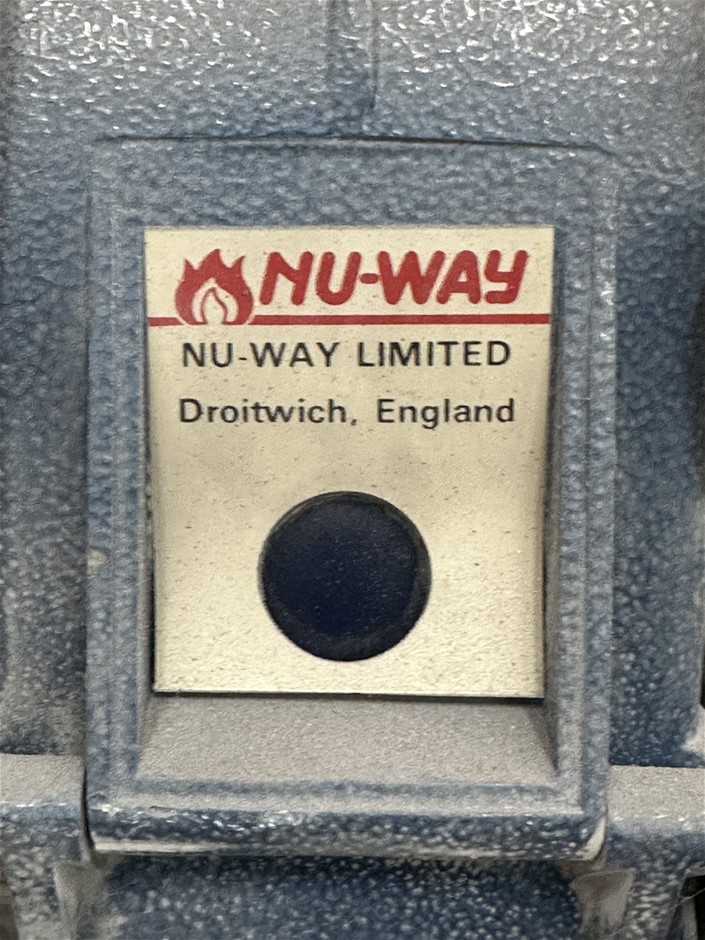 NU-WAY
NU-WAY LIMITED
Droitwich, England